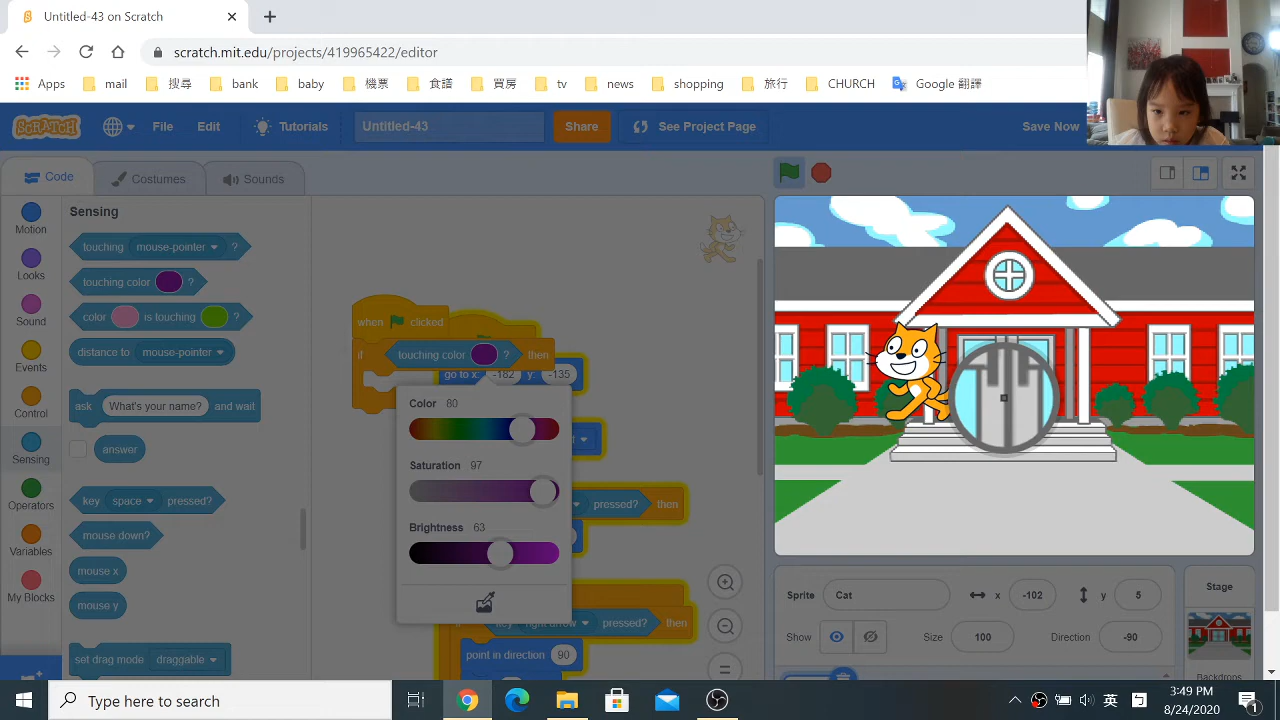 Untitled-43 on Scratch
scratch.mit.edu/projects/419965422/editor
Apps mail 搜尋 bank baby 機票 食譜 買房 tv news shopping 旅行 CHURCH Google 翻譯
SCRATCH File Edit Tutorials Untitled-43 Share See Project Page Save Now
Code Costumes Sounds
Motion
Looks
Sound
Events
Control
Sensing
Operators
Variables
My Blocks
Sensing
touching mouse-pointer ?
touching color ?
color is touching ?
distance to mouse-pointer
ask What's your name? and wait
answer
key space pressed?
mouse down?
mouse x
mouse y
set drag mode draggable
when clicked
if touching color ? then
go to x: -182 y: -135
Color 80
Saturation 97
Brightness 63
pressed? then
key right arrow pressed? then
point in direction 90
Sprite Cat x -102 y 5
Show Size 100 Direction -90
Stage
Backdrops
Type here to search
英
3:49 PM
8/24/2020
1